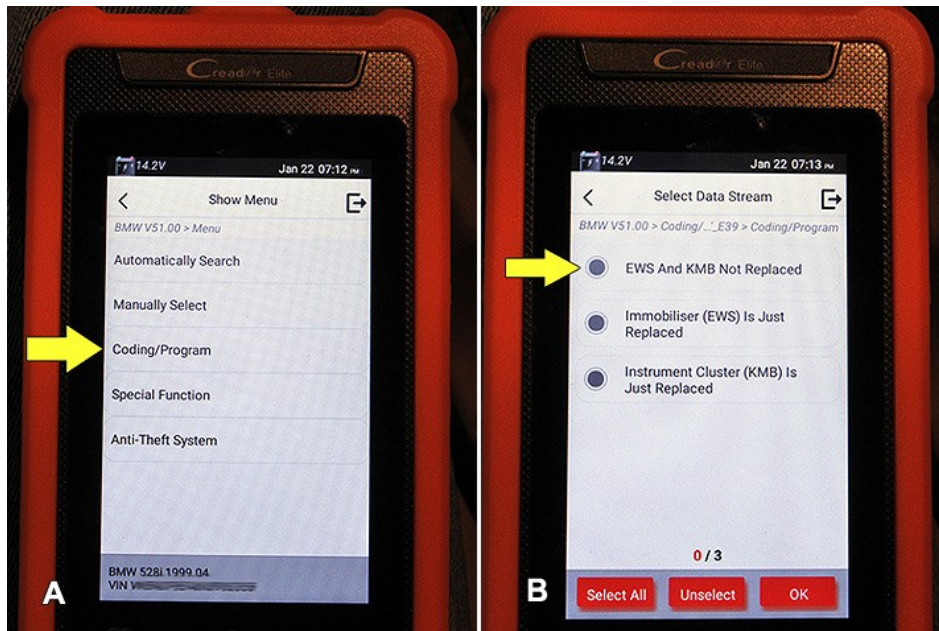 Creader Elite
14.2V Jan 22 07:12 PM
Show Menu
BMW V51.00 > Menu
Automatically Search
Manually Select
Coding/Program
Special Function
Anti-Theft System
BMW 528i 1999.04
VIN
A
Creader Elite
14.2V Jan 22 07:13 PM
Select Data Stream
BMW V51.00 > Coding/...'_E39 > Coding/Program
EWS And KMB Not Replaced
Immobiliser (EWS) Is Just
Replaced
Instrument Cluster (KMB) Is
Just Replaced
0 / 3
B
Select All Unselect OK